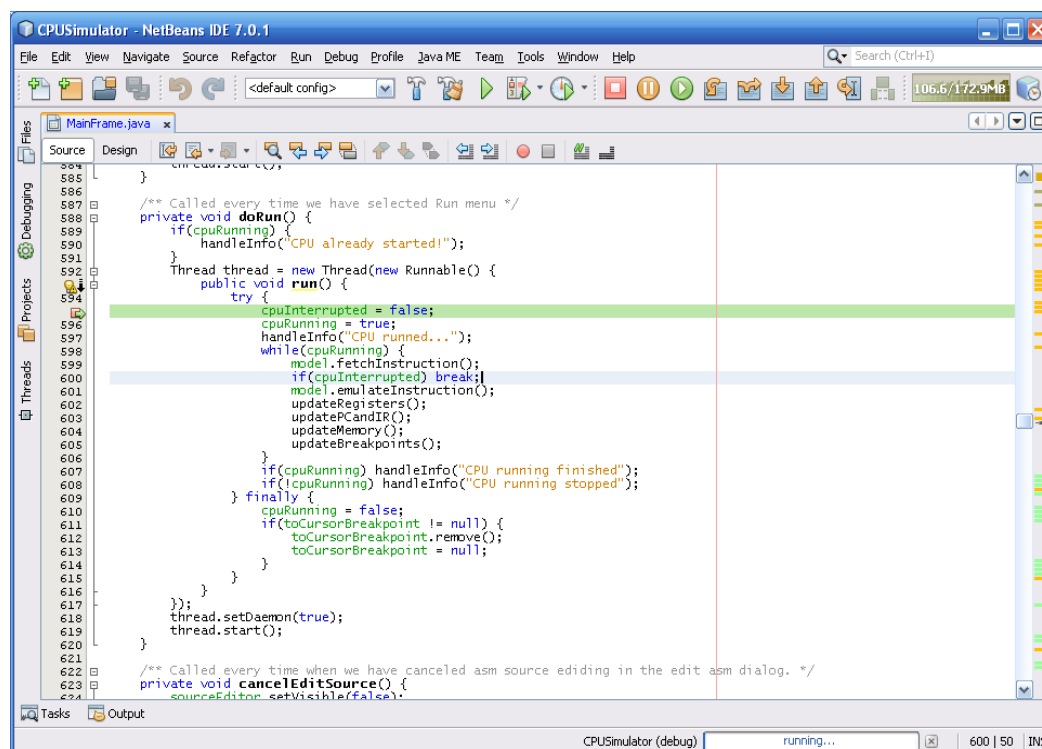 CPUSimulator - NetBeans IDE 7.0.1
File Edit View Navigate Source Refactor Run Debug Profile Java ME Team Tools Window Help Search (Ctrl+I)
<default config> 106.6/172.9MB
Files
Debugging
Projects
Threads
MainFrame.java x
Source Design
584 thread.start();
585 }
586
587 /** Called every time we have selected Run menu */
588 private void doRun() {
589 if(cpuRunning) {
590 handleInfo("CPU already started!");
591 }
592 Thread thread = new Thread(new Runnable() {
public void run() {
594 try {
cpuInterrupted = false;
596 cpuRunning = true;
597 handleInfo("CPU runned...");
598 while(cpuRunning) {
599 model.fetchInstruction();
600 if(cpuInterrupted) break;
601 model.emulateInstruction();
602 updateRegisters();
603 updatePCandIR();
604 updateMemory();
605 updateBreakpoints();
606 }
607 if(cpuRunning) handleInfo("CPU running finished");
608 if(!cpuRunning) handleInfo("CPU running stopped");
609 } finally {
610 cpuRunning = false;
611 if(toCursorBreakpoint != null) {
612 toCursorBreakpoint.remove();
613 toCursorBreakpoint = null;
614 }
615 }
616 }
617 });
618 thread.setDaemon(true);
619 thread.start();
620 }
621
622 /** Called every time when we have canceled asm source ediding in the edit asm dialog. */
623 private void cancelEditSource() {
624 sourceEditor.setVisible(false);
Tasks Output
CPUSimulator (debug) running... 600 | 50 INS